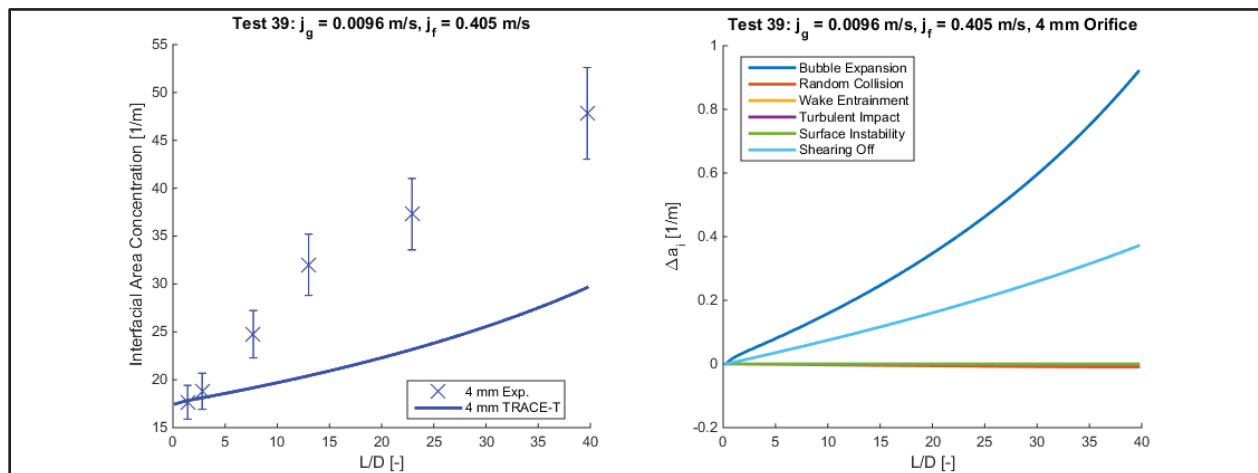 Test 39: j_g = 0.0096 m/s, j_f = 0.405 m/s
Interfacial Area Concentration [1/m]
55
50
45
40
35
30
25
20
15
0 5 10 15 20 25 30 35 40
L/D [-]
4 mm Exp.
4 mm TRACE-T
Test 39: j_g = 0.0096 m/s, j_f = 0.405 m/s, 4 mm Orifice
Δa_i [1/m]
1
0.8
0.6
0.4
0.2
0
-0.2
0 5 10 15 20 25 30 35 40
L/D [-]
Bubble Expansion
Random Collision
Wake Entrainment
Turbulent Impact
Surface Instability
Shearing Off